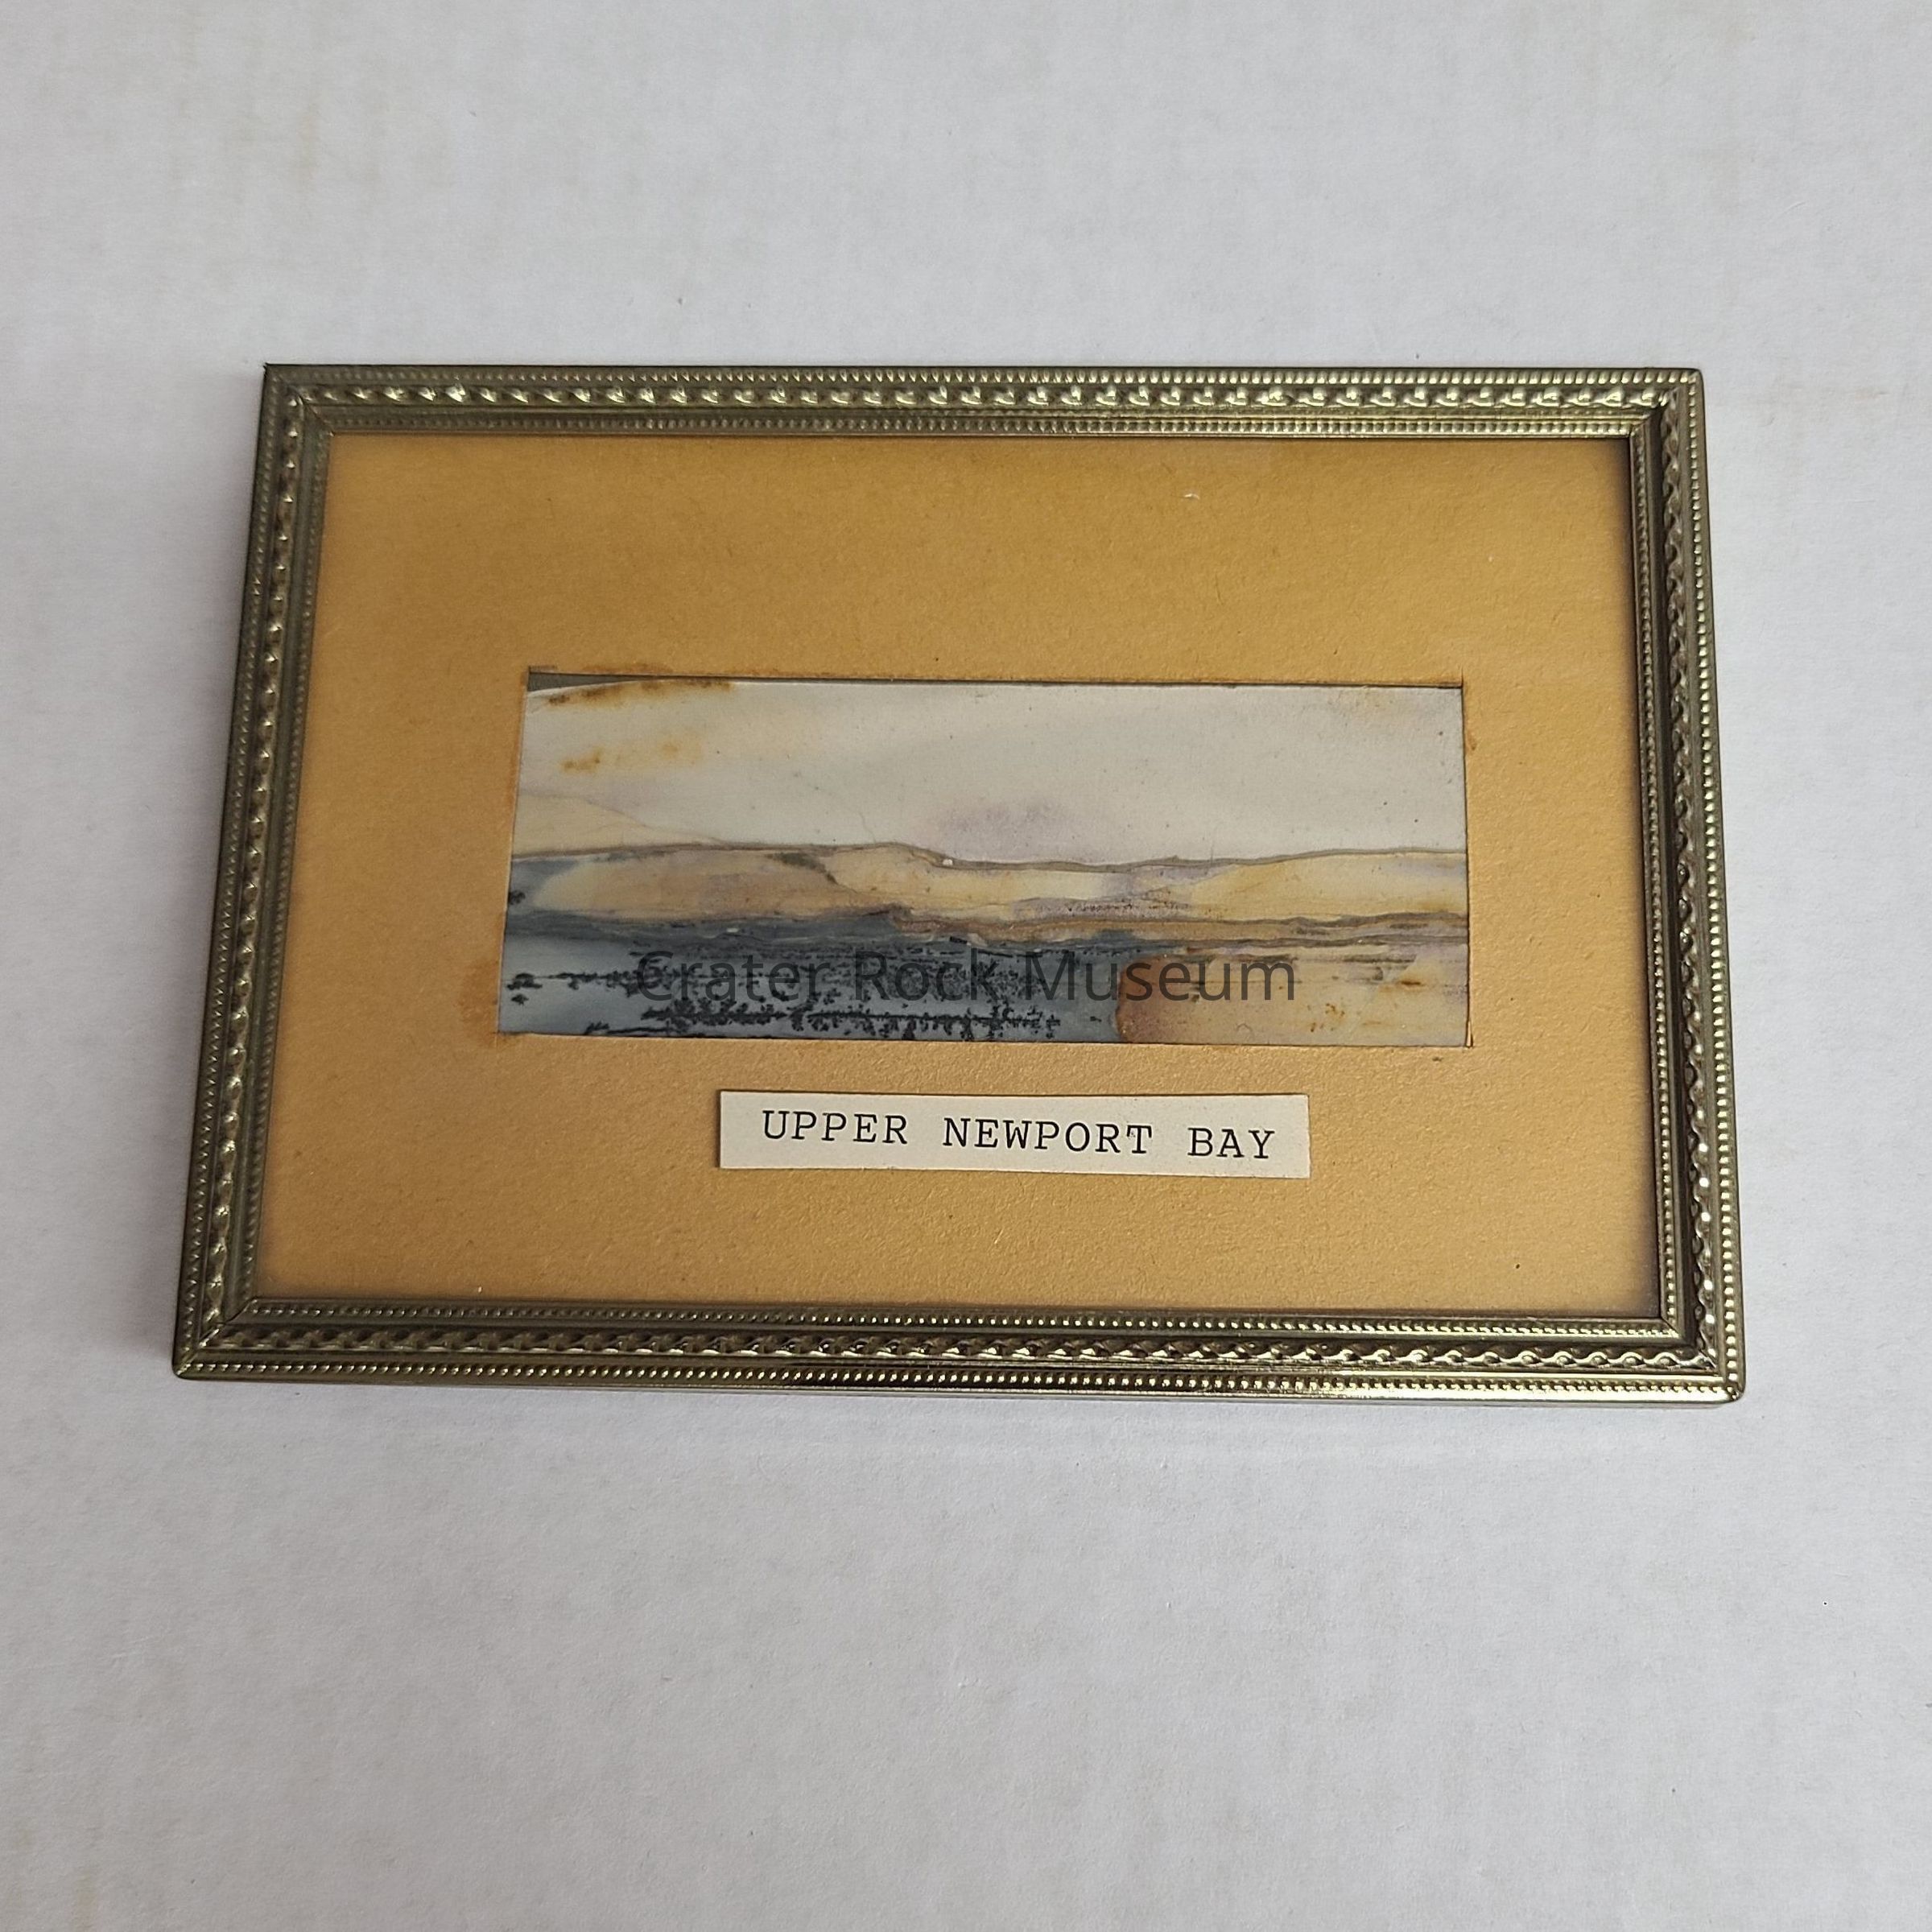 Crater Rock Museum
UPPER NEWPORT BAY